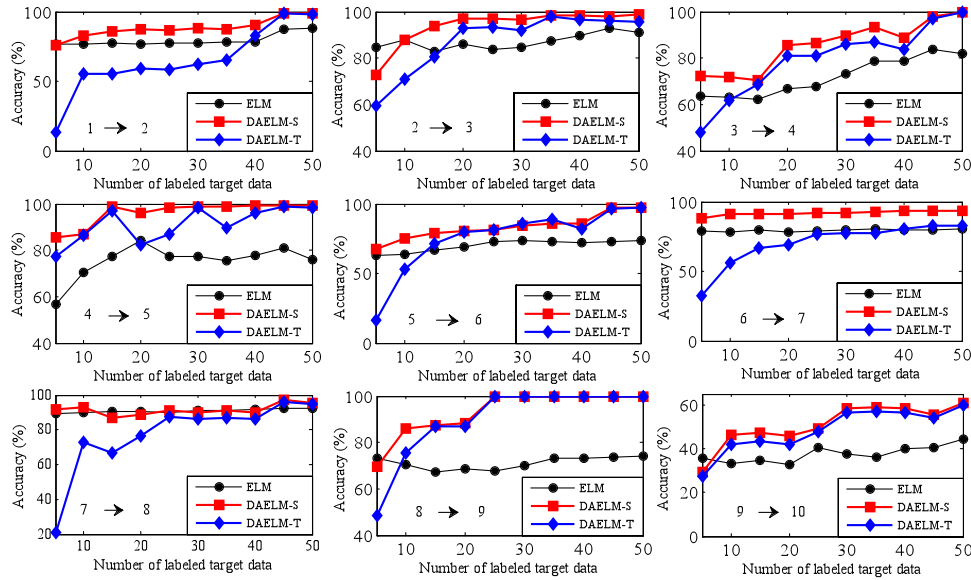 Accuracy (%)
100
50
0
10 20 30 40 50
Number of labeled target data
1 → 2
ELM
DAELM-S
DAELM-T
Accuracy (%)
100
80
60
40
10 20 30 40 50
Number of labeled target data
2 → 3
ELM
DAELM-S
DAELM-T
Accuracy (%)
100
80
60
40
10 20 30 40 50
Number of labeled target data
3 → 4
ELM
DAELM-S
DAELM-T
Accuracy (%)
100
80
60
40
10 20 30 40 50
Number of labeled target data
4 → 5
ELM
DAELM-S
DAELM-T
Accuracy (%)
100
50
0
10 20 30 40 50
Number of labeled target data
5 → 6
ELM
DAELM-S
DAELM-T
Accuracy (%)
100
50
0
10 20 30 40 50
Number of labeled target data
6 → 7
ELM
DAELM-S
DAELM-T
Accuracy (%)
100
80
60
40
20
10 20 30 40 50
Number of labeled target data
7 → 8
ELM
DAELM-S
DAELM-T
Accuracy (%)
100
80
60
40
10 20 30 40 50
Number of labeled target data
8 → 9
ELM
DAELM-S
DAELM-T
Accuracy (%)
60
40
20
0
10 20 30 40 50
Number of labeled target data
9 → 10
ELM
DAELM-S
DAELM-T